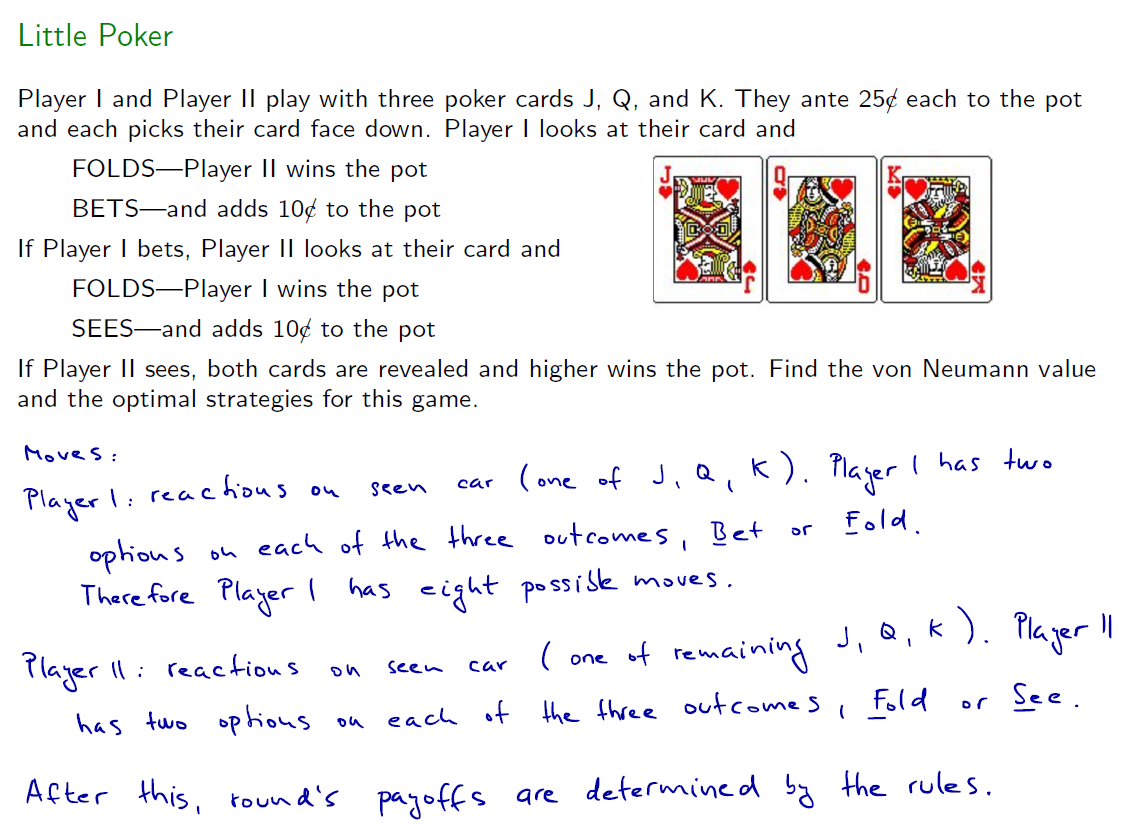 Little Poker
Player I and Player II play with three poker cards J, Q, and K. They ante 25¢ each to the pot
and each picks their card face down. Player I looks at their card and
FOLDS—Player II wins the pot
BETS—and adds 10¢ to the pot
If Player I bets, Player II looks at their card and
FOLDS—Player I wins the pot
SEES—and adds 10¢ to the pot
J Q K
J Q K
If Player II sees, both cards are revealed and higher wins the pot. Find the von Neumann value
and the optimal strategies for this game.
Moves:
Player I: reactions on seen car (one of J, Q, K). Player I has two
options on each of the three outcomes, Bet or Fold.
Therefore Player I has eight possible moves.
Player II: reactions on seen car (one of remaining J, Q, K). Player II
has two options on each of the three outcomes, Fold or See.
After this, round's payoffs are determined by the rules.